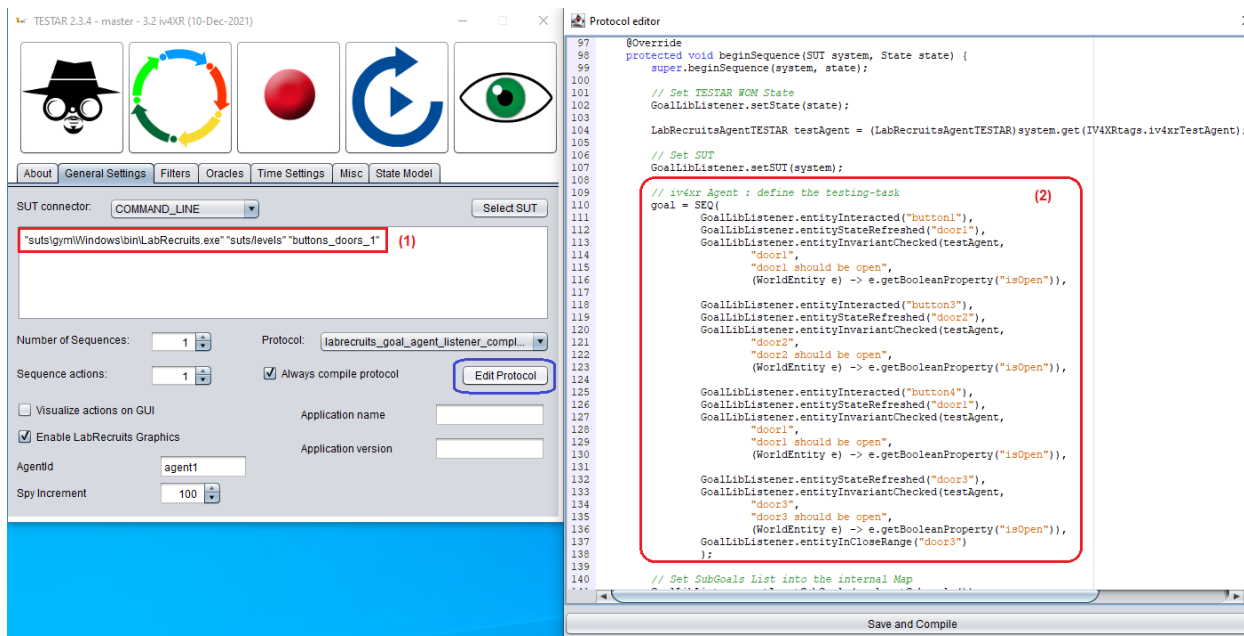 TESTAR 2.3.4 - master - 3.2 iv4XR (10-Dec-2021)
About General Settings Filters Oracles Time Settings Misc State Model
SUT connector: COMMAND_LINE Select SUT
"suts\gym\Windows\bin\LabRecruits.exe" "suts/levels" "buttons_doors_1" (1)
Number of Sequences: 1 Protocol: labrecruits_goal_agent_listener_compl...
Sequence actions: 1 Always compile protocol Edit Protocol
Visualize actions on GUI Application name
Enable LabRecruits Graphics
Application version
AgentId agent1
Spy Increment 100
Protocol editor
97 @Override
98 protected void beginSequence(SUT system, State state) {
99 super.beginSequence(system, state);
100
101 // Set TESTAR WOM State
102 GoalLibListener.setState(state);
103
104 LabRecruitsAgentTESTAR testAgent = (LabRecruitsAgentTESTAR)system.get(IV4XRtags.iv4xrTestAgent);
105
106 // Set SUT
107 GoalLibListener.setSUT(system);
108
109 // iv4xr Agent : define the testing-task (2)
110 goal = SEQ(
111 GoalLibListener.entityInteracted("button1"),
112 GoalLibListener.entityStateRefreshed("door1"),
113 GoalLibListener.entityInvariantChecked(testAgent,
114 "door1",
115 "door1 should be open",
116 (WorldEntity e) -> e.getBooleanProperty("isOpen")),
117
118 GoalLibListener.entityInteracted("button3"),
119 GoalLibListener.entityStateRefreshed("door2"),
120 GoalLibListener.entityInvariantChecked(testAgent,
121 "door2",
122 "door2 should be open",
123 (WorldEntity e) -> e.getBooleanProperty("isOpen")),
124
125 GoalLibListener.entityInteracted("button4"),
126 GoalLibListener.entityStateRefreshed("door1"),
127 GoalLibListener.entityInvariantChecked(testAgent,
128 "door1",
129 "door1 should be open",
130 (WorldEntity e) -> e.getBooleanProperty("isOpen")),
131
132 GoalLibListener.entityStateRefreshed("door3"),
133 GoalLibListener.entityInvariantChecked(testAgent,
134 "door3",
135 "door3 should be open",
136 (WorldEntity e) -> e.getBooleanProperty("isOpen")),
137 GoalLibListener.entityInCloseRange("door3")
138 );
139
140 // Set SubGoals List into the internal Map
Save and Compile